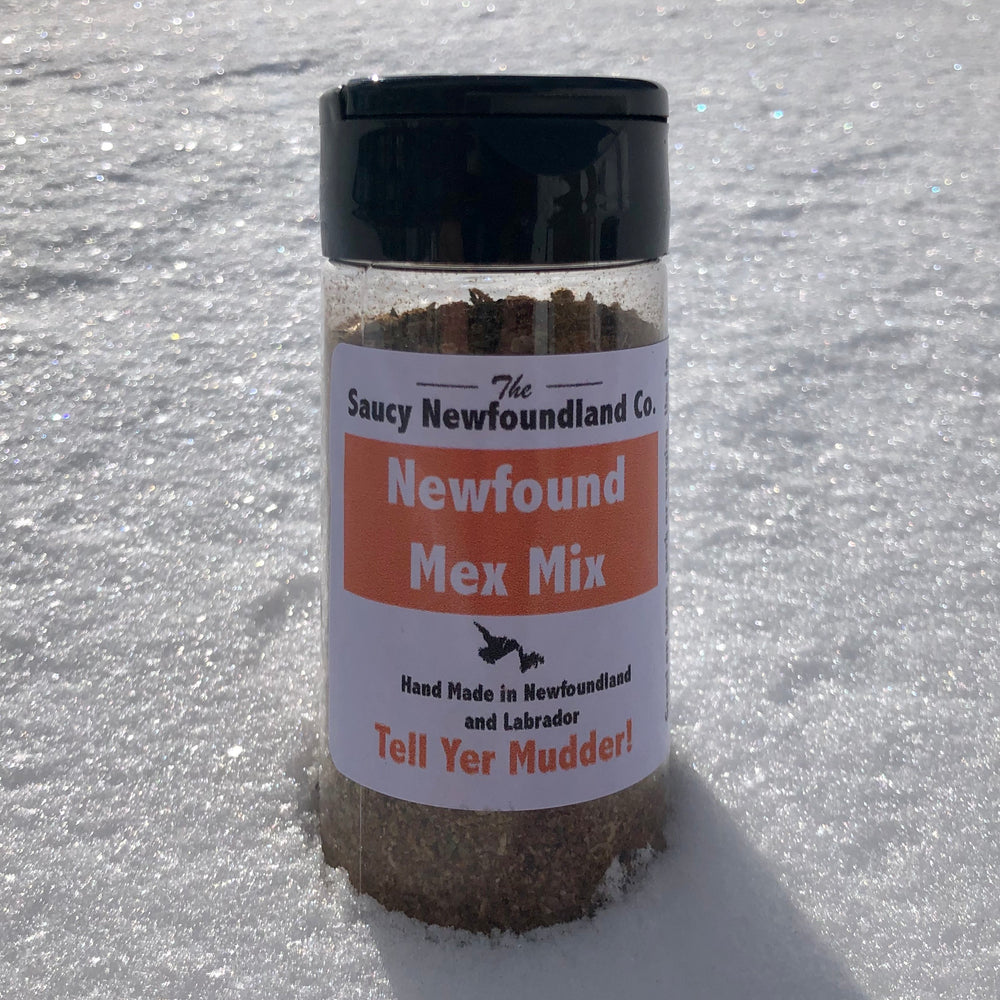 The
Saucy Newfoundland Co.
Newfound
Mex Mix
Hand Made in Newfoundland
and Labrador
Tell Yer Mudder!